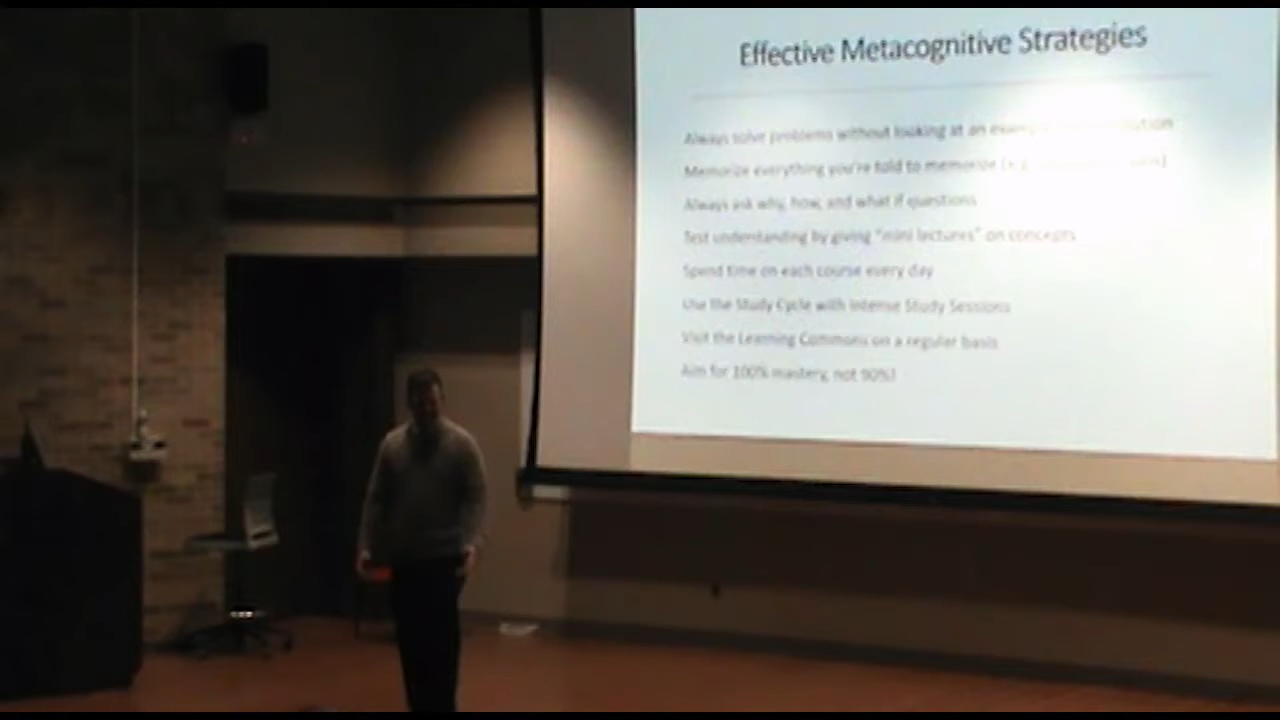 Effective Metacognitive Strategies
Always solve problems without looking at an
Memorize everything you're told to memorize (e.g.
Always ask why, how, and what if questions
Test understanding by giving "mini lectures" on concepts
Spend time on each course every day
Use the Study Cycle with Intense Study Sessions
Visit the Learning Commons on a regular basis
Aim for 100% mastery, not 90%!